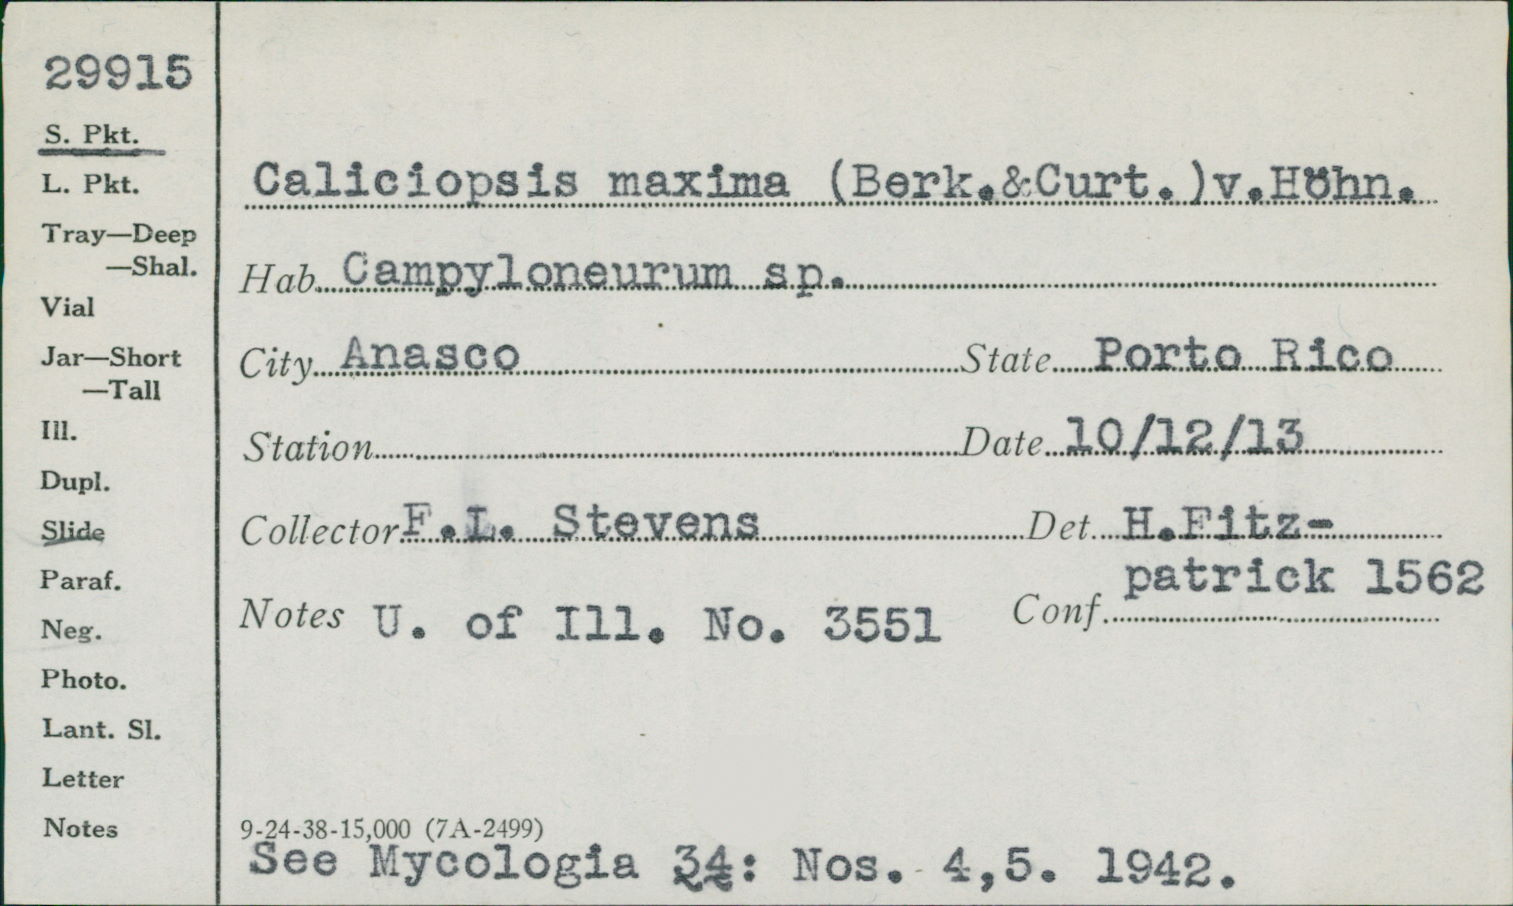 29915
S. Pkt.
L. Pkt.
Tray—Deep
—Shal.
Vial
Jar—Short
—Tall
Ill.
Dupl.
Slide
Paraf.
Neg.
Photo.
Lant. Sl.
Letter
Notes
Caliciopsis maxima (Berk.&Curt.)v.Höhn.
Hab. Campyloneurum sp.
City Anasco State Porto Rico
Station Date 10/12/13
Collector F.L. Stevens Det. H.Fitz-
patrick 1562
Notes U. of Ill. No. 3551 Conf.
9-24-38-15,000 (7A-2499)
See Mycologia 34: Nos. 4,5. 1942.